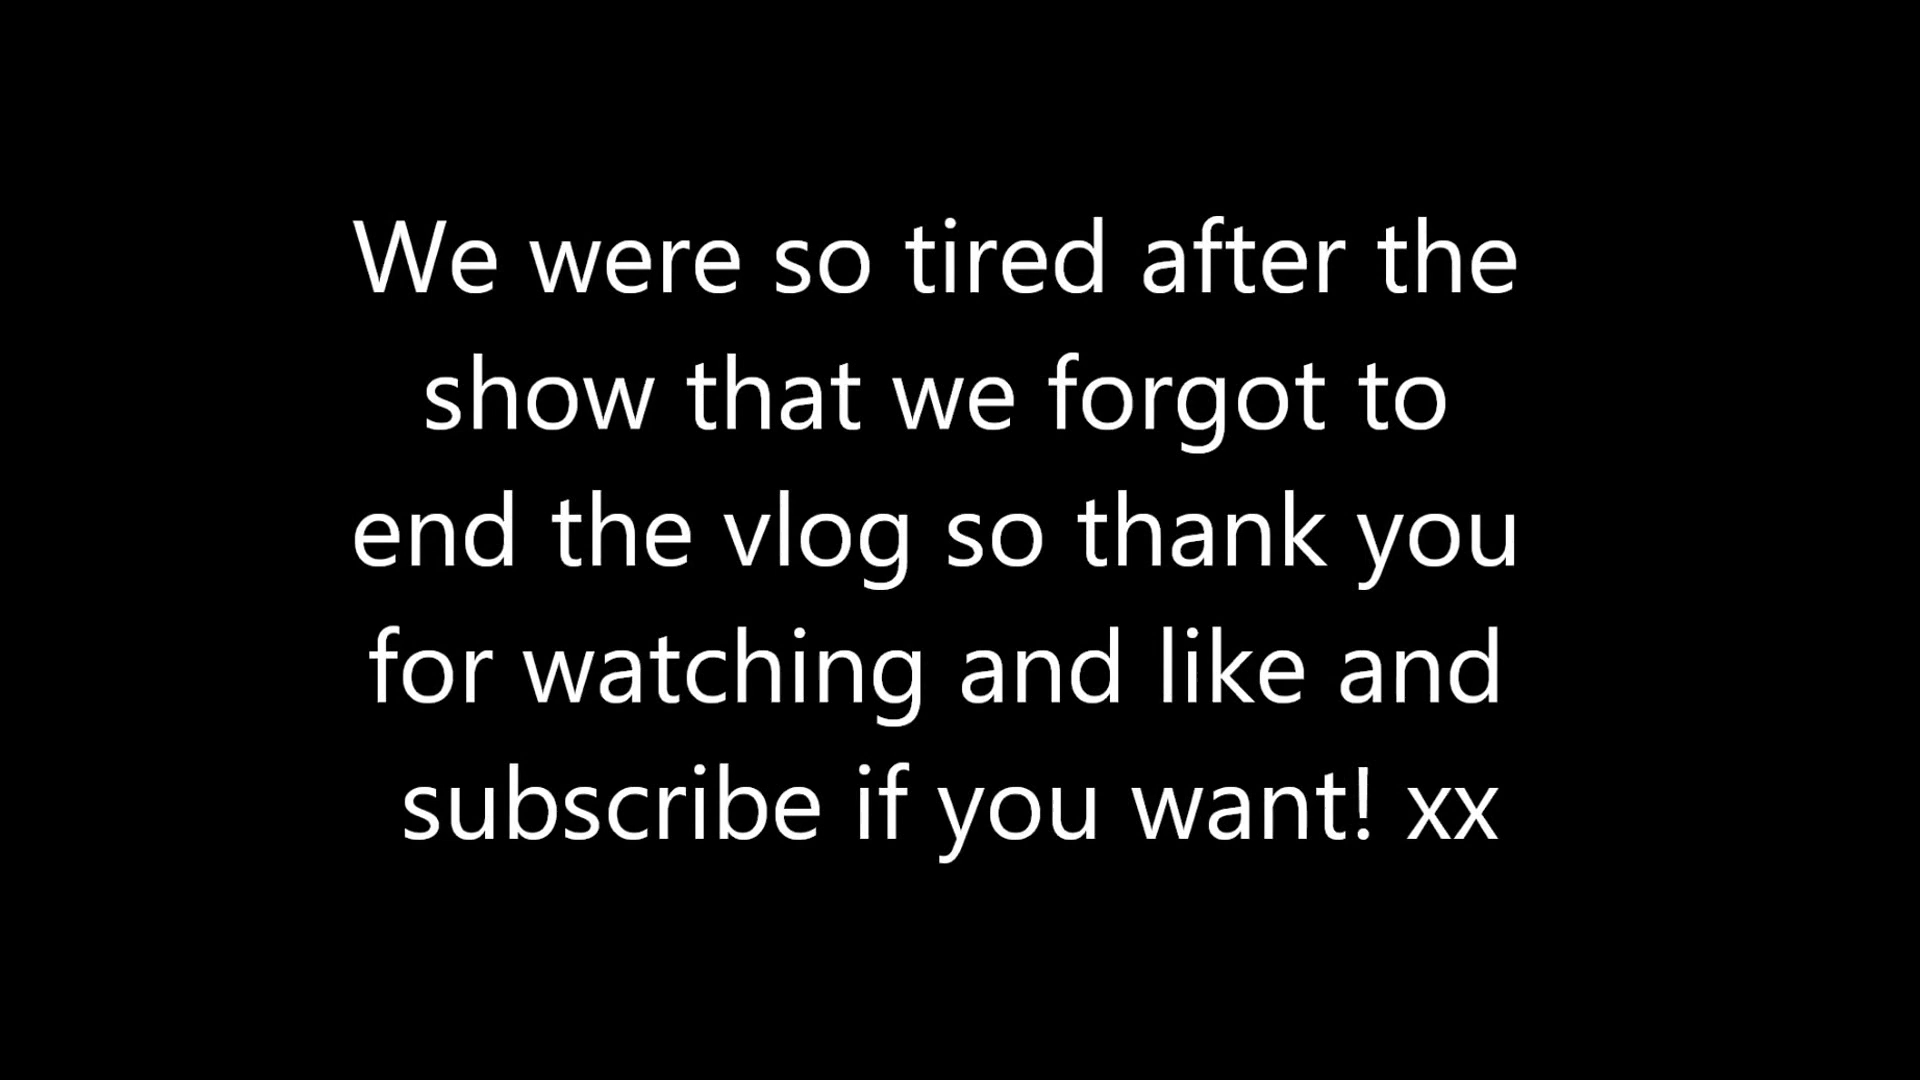 We were so tired after the
show that we forgot to
end the vlog so thank you
for watching and like and
subscribe if you want! xx